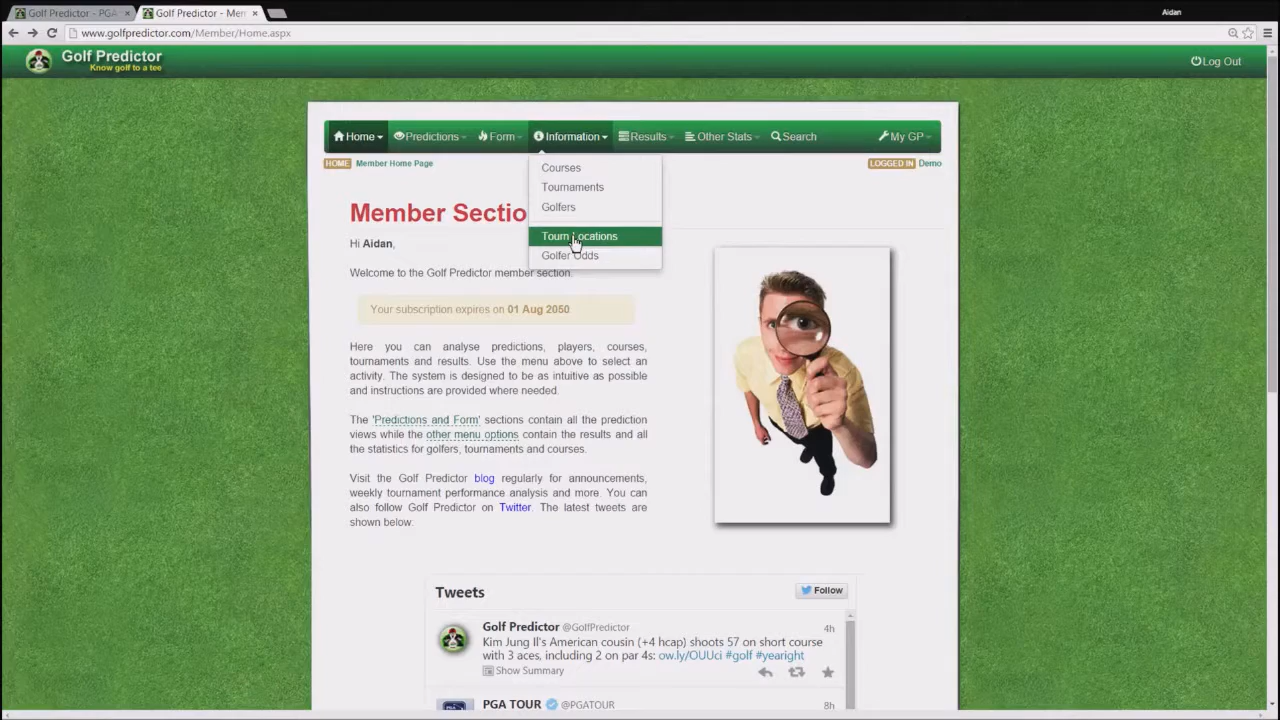 Golf Predictor - PGA
Golf Predictor - Mem
Aidan
www.golfpredictor.com/Member/Home.aspx
Golf Predictor
Know golf to a tee
Log Out
Home Predictions Form Information Results Other Stats Search My GP
HOME Member Home Page
LOGGED IN Demo
Courses
Tournaments
Golfers
Tourn Locations
Golfer Odds
Member Sectio
Hi Aidan,
Welcome to the Golf Predictor member section.
Your subscription expires on 01 Aug 2050.
Here you can analyse predictions, players, courses,
tournaments and results. Use the menu above to select an
activity. The system is designed to be as intuitive as possible
and instructions are provided where needed.
The 'Predictions and Form' sections contain all the prediction
views while the other menu options contain the results and all
the statistics for golfers, tournaments and courses.
Visit the Golf Predictor blog regularly for announcements,
weekly tournament performance analysis and more. You can
also follow Golf Predictor on Twitter. The latest tweets are
shown below.
Tweets
Follow
Golf Predictor @GolfPredictor 4h
Kim Jung Il's American cousin (+4 hcap) shoots 57 on short course
with 3 aces, including 2 on par 4s: ow.ly/OUUci #golf #yearight
Show Summary
PGA TOUR @PGATOUR 8h